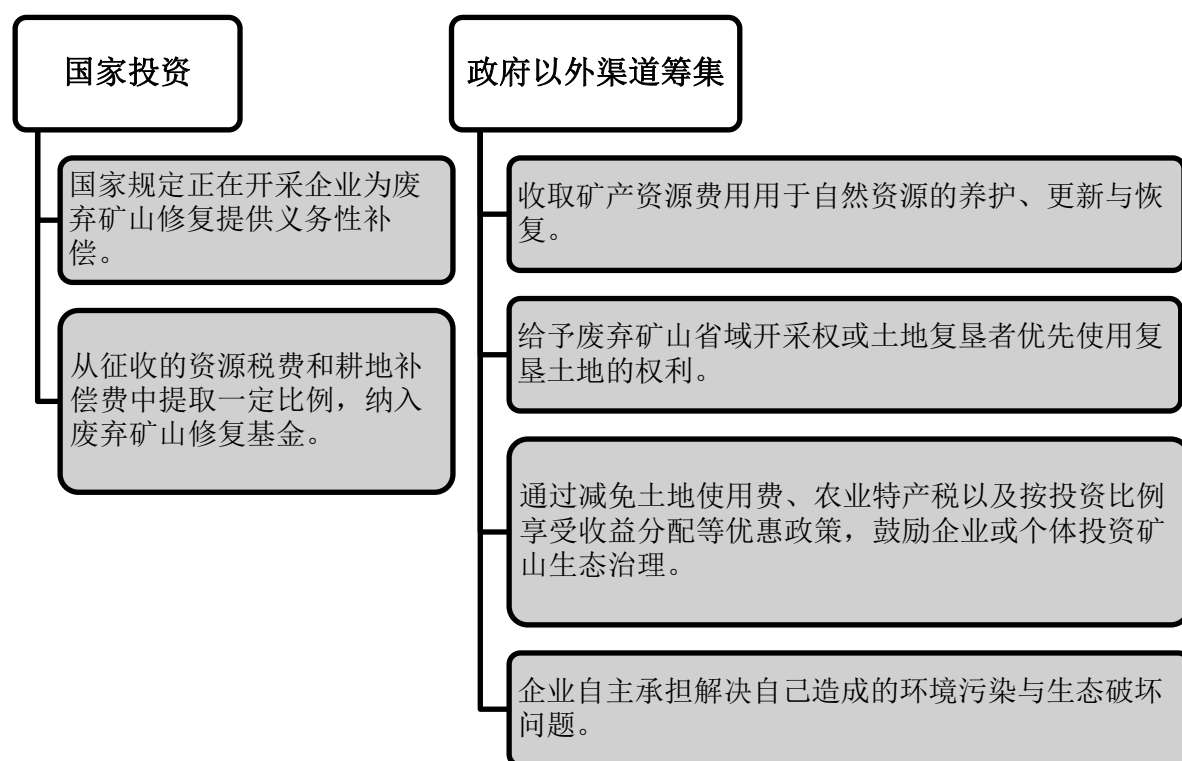 国家投资
国家规定正在开采企业为废
弃矿山修复提供义务性补
偿。
从征收的资源税费和耕地补
偿费中提取一定比例，纳入
废弃矿山修复基金。
政府以外渠道筹集
收取矿产资源费用用于自然资源的养护、更新与恢
复。
给予废弃矿山省域开采权或土地复垦者优先使用复
垦土地的权利。
通过减免土地使用费、农业特产税以及按投资比例
享受收益分配等优惠政策，鼓励企业或个体投资矿
山生态治理。
企业自主承担解决自己造成的环境污染与生态破坏
问题。